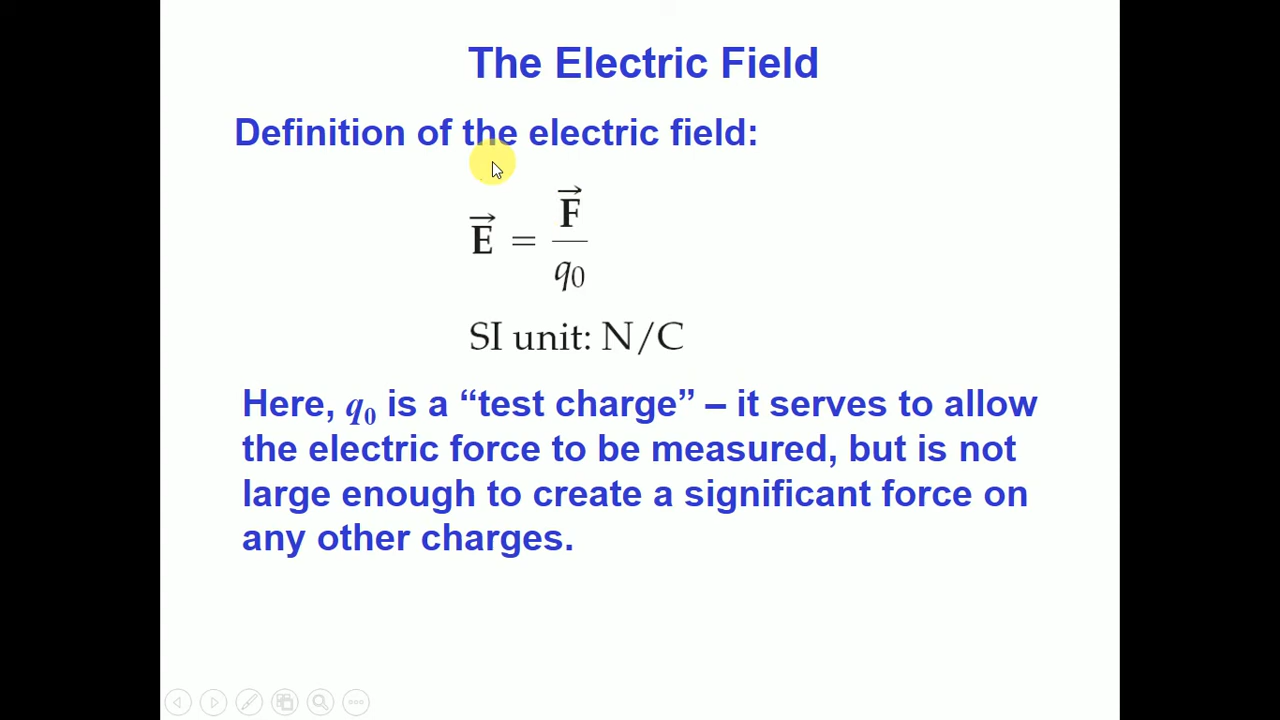 The Electric Field
Definition of the electric field:
E⃗ = F⃗ / q₀
SI unit: N/C
Here, q₀ is a “test charge” – it serves to allow
the electric force to be measured, but is not
large enough to create a significant force on
any other charges.